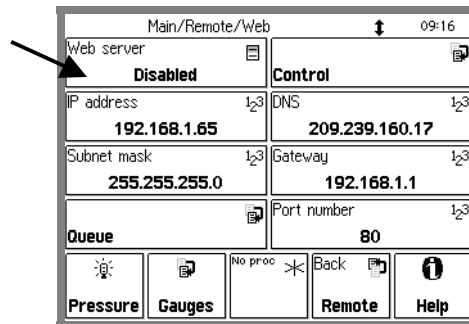 Main/Remote/Web 09:16
Web server
Disabled
Control
IP address 123
192.168.1.65
DNS 123
209.239.160.17
Subnet mask 123
255.255.255.0
Gateway 123
192.168.1.1
Queue
Port number 123
80
Pressure
Gauges
No proc
Back
Remote
Help